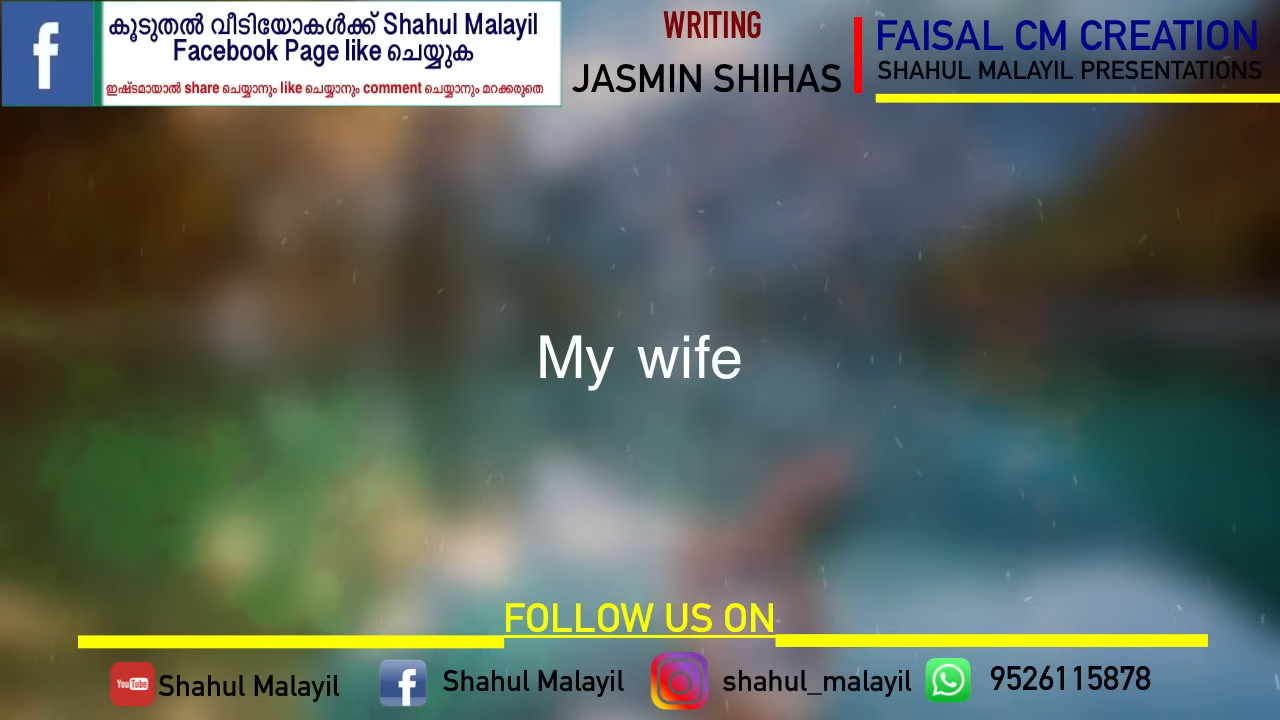 കൂടുതൽ വീടിയോകൾക്ക് Shahul Malayil
Facebook Page like ചെയ്യുക
ഇഷ്ടമായാൽ share ചെയ്യാനും like ചെയ്യാനും comment ചെയ്യാനും മറക്കരുതെ
WRITING
JASMIN SHIHAS
FAISAL CM CREATION
SHAHUL MALAYIL PRESENTATIONS
My wife
FOLLOW US ON
YouTube Shahul Malayil
Shahul Malayil
shahul_malayil
9526115878